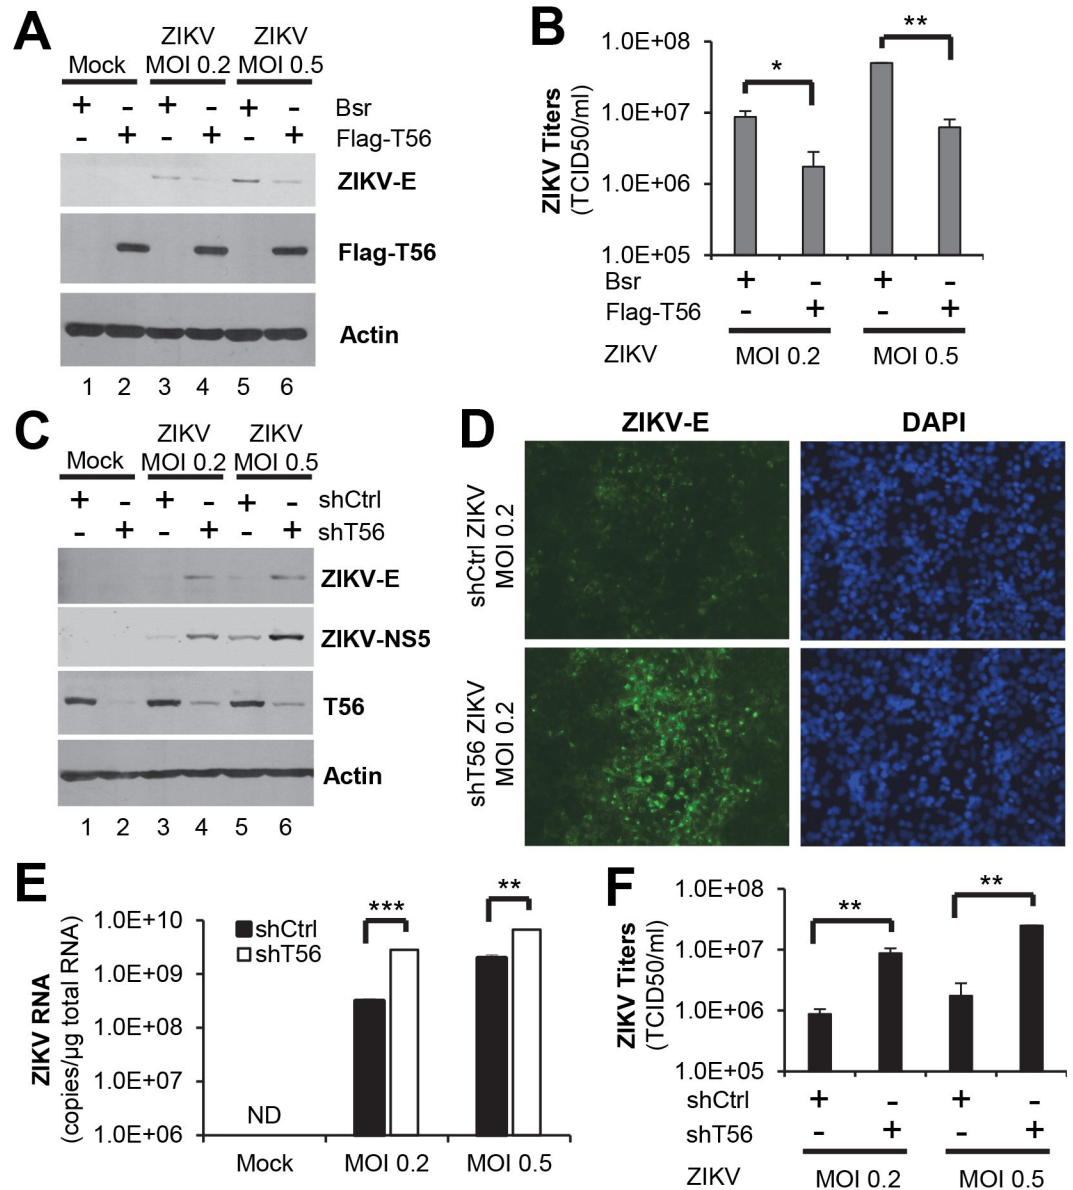 A
ZIKV ZIKV
Mock MOI 0.2 MOI 0.5
+ - + - + - Bsr
- + - + - + Flag-T56
ZIKV-E
Flag-T56
Actin
1 2 3 4 5 6
B
ZIKV Titers
(TCID50/ml)
1.0E+08
1.0E+07
1.0E+06
1.0E+05
*
**
Bsr + - + -
Flag-T56 - + - +
ZIKV MOI 0.2 MOI 0.5
C
ZIKV ZIKV
Mock MOI 0.2 MOI 0.5
+ - + - + - shCtrl
- + - + - + shT56
ZIKV-E
ZIKV-NS5
T56
Actin
1 2 3 4 5 6
D
ZIKV-E DAPI
shCtrl ZIKV
MOI 0.2
shT56 ZIKV
MOI 0.2
E
ZIKV RNA
(copies/µg total RNA)
1.0E+10
1.0E+09
1.0E+08
1.0E+07
1.0E+06
shCtrl
shT56
***
**
ND
Mock MOI 0.2 MOI 0.5
F
ZIKV Titers
(TCID50/ml)
1.0E+08
1.0E+07
1.0E+06
1.0E+05
**
**
shCtrl + - + -
shT56 - + - +
ZIKV MOI 0.2 MOI 0.5